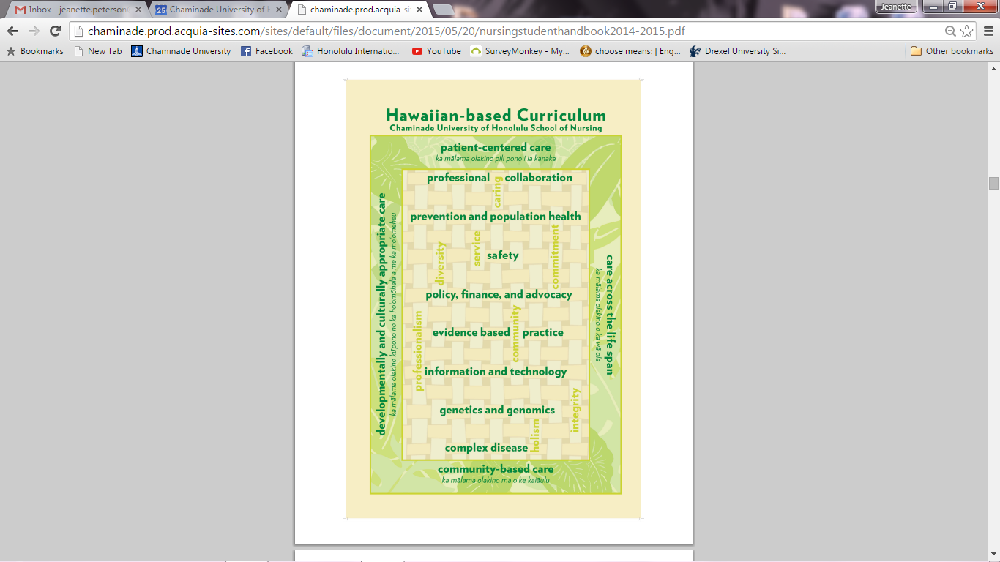 Inbox - jeanette.peterson
Chaminade University of H
chaminade.prod.acquia-si
Jeanette
chaminade.prod.acquia-sites.com/sites/default/files/document/2015/05/20/nursingstudenthandbook2014-2015.pdf
Bookmarks
New Tab
Chaminade University
Facebook
Honolulu Internatio...
YouTube
SurveyMonkey - My...
choose means: | Eng...
Drexel University Si...
Other bookmarks
Hawaiian-based Curriculum
Chaminade University of Honolulu School of Nursing
patient-centered care
ka mālama olakino pili pono i ia kanaka
developmentally and culturally appropriate care
ka mālama olakino kūpono no ka ho'omōhala a me ka mo'omeheu
professional collaboration
caring
prevention and population health
diversity
service
safety
commitment
policy, finance, and advocacy
professionalism
evidence based practice
community
information and technology
genetics and genomics
integrity
holism
complex disease
care across the life span
ka mālama olakino o ka wā ola
community-based care
ka mālama olakino ma o ke kaiāulu